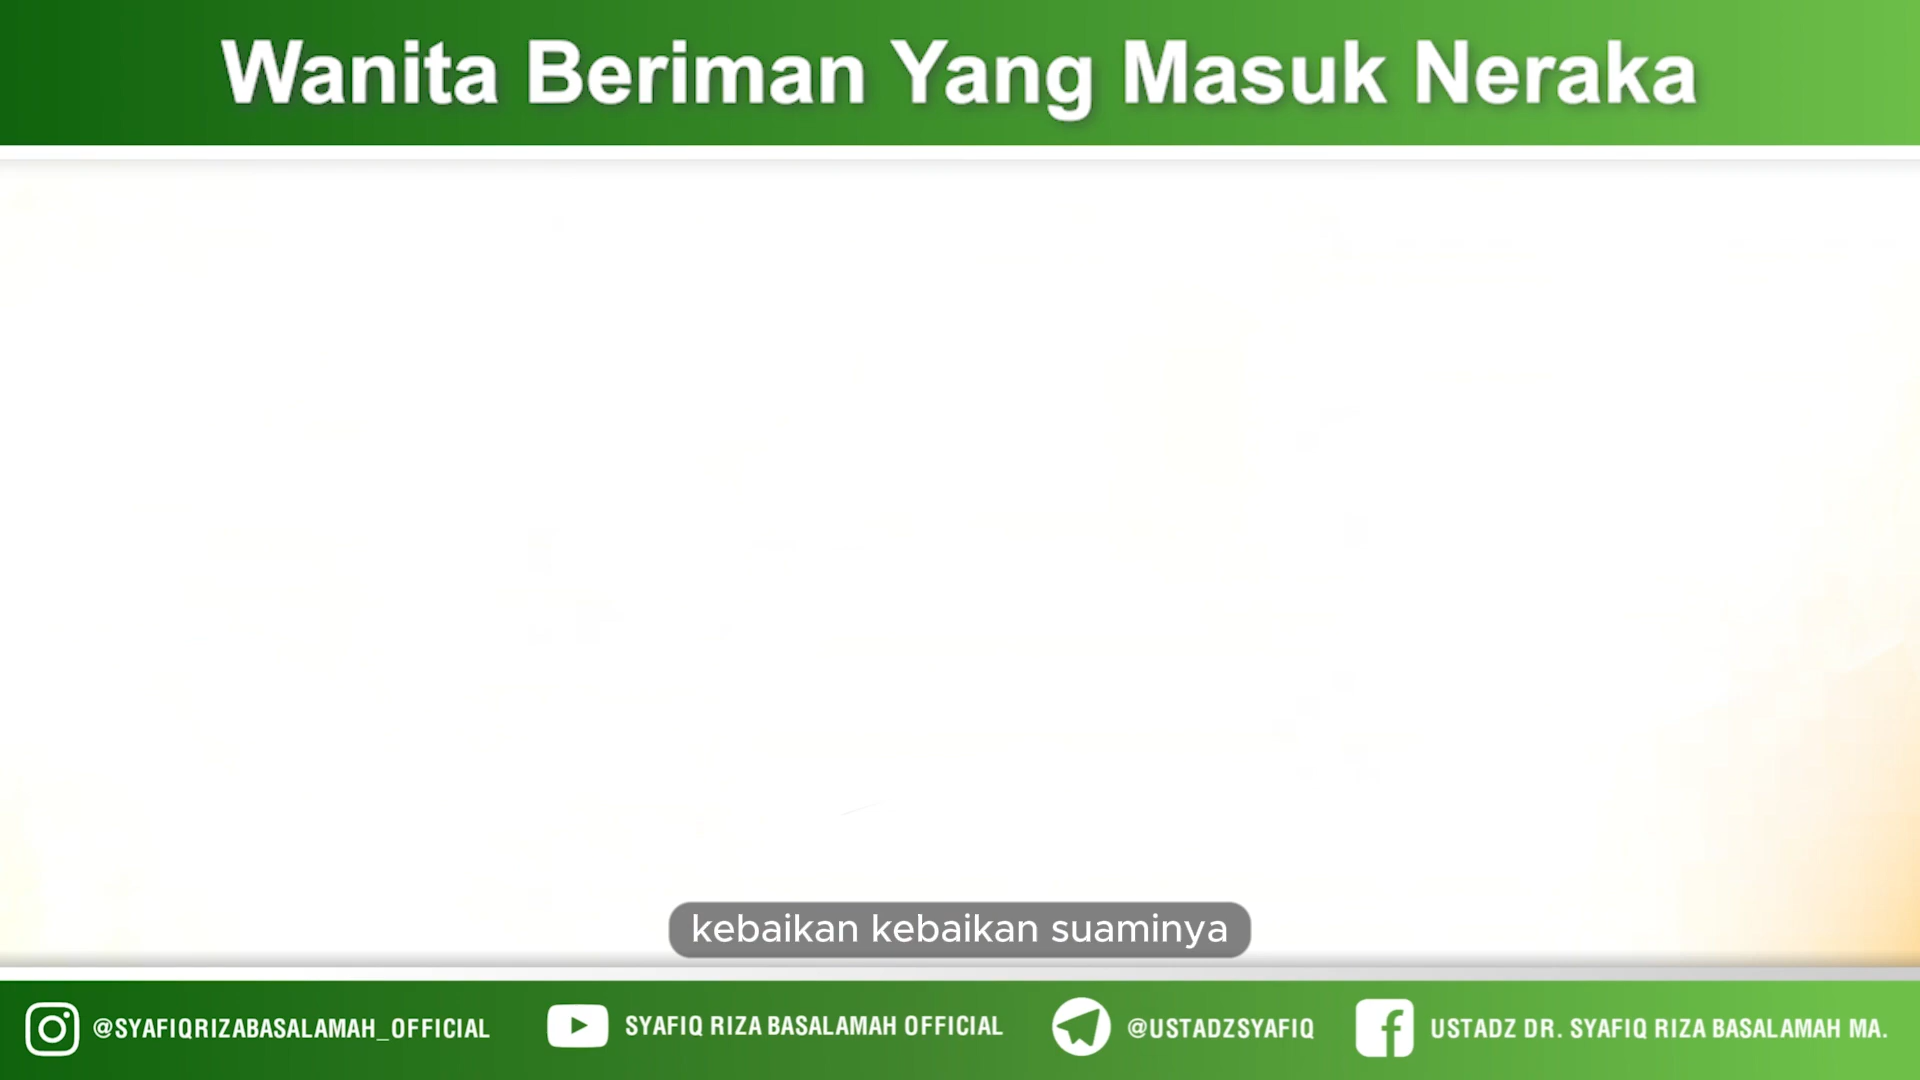 Wanita Beriman Yang Masuk Neraka
kebaikan kebaikan suaminya
@SYAFIQRIZABASALAMAH_OFFICIAL
SYAFIQ RIZA BASALAMAH OFFICIAL
@USTADZSYAFIQ
USTADZ DR. SYAFIQ RIZA BASALAMAH MA.